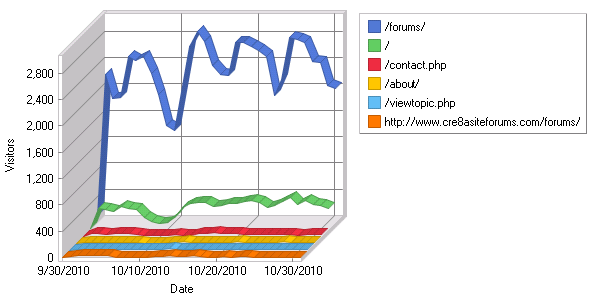 /forums/
/
/contact.php
/about/
/viewtopic.php
http://www.cre8asiteforums.com/forums/
Visitors
2,800
2,400
2,000
1,600
1,200
800
400
0
9/30/2010 10/10/2010 10/20/2010 10/30/2010
Date